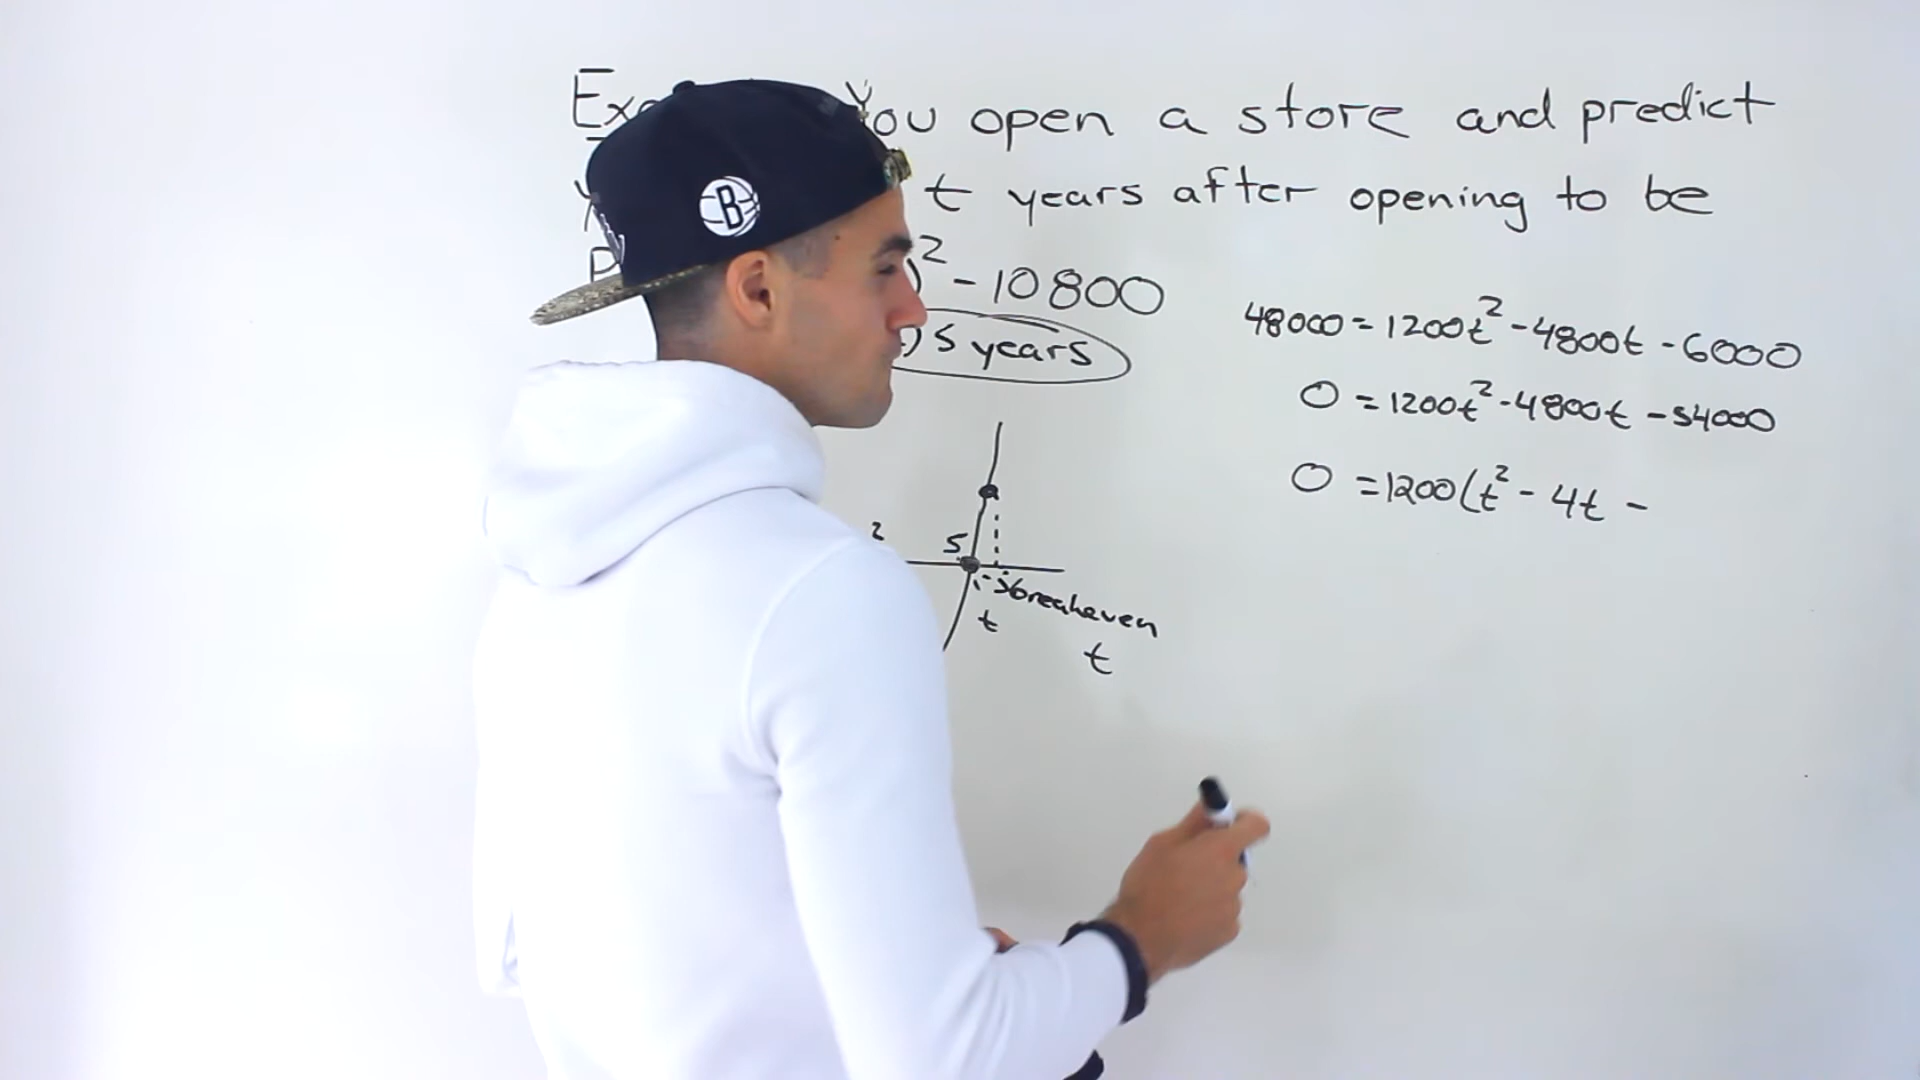 You open a store and predict
t years after opening to be
)² - 10800
) 5 years
2
5
breakeven
t
t
48000 = 1200t² - 4800t - 6000
0 = 1200t² - 4800t - 54000
0 = 1200(t² - 4t -
B